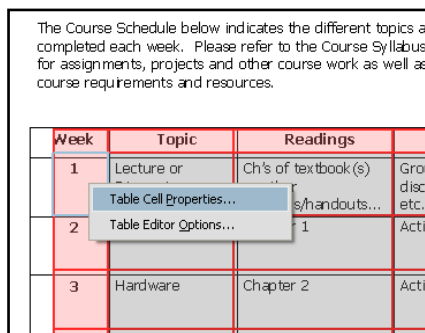 The Course Schedule below indicates the different topics a
completed each week. Please refer to the Course Syllabus
for assignments, projects and other course work as well as
course requirements and resources.
Week Topic Readings
1 Lecture or Ch's of textbook(s) Grou
disc
Table Cell Properties... s/handouts... etc.
Table Editor Options...
2 1 Acti
3 Hardware Chapter 2 Acti